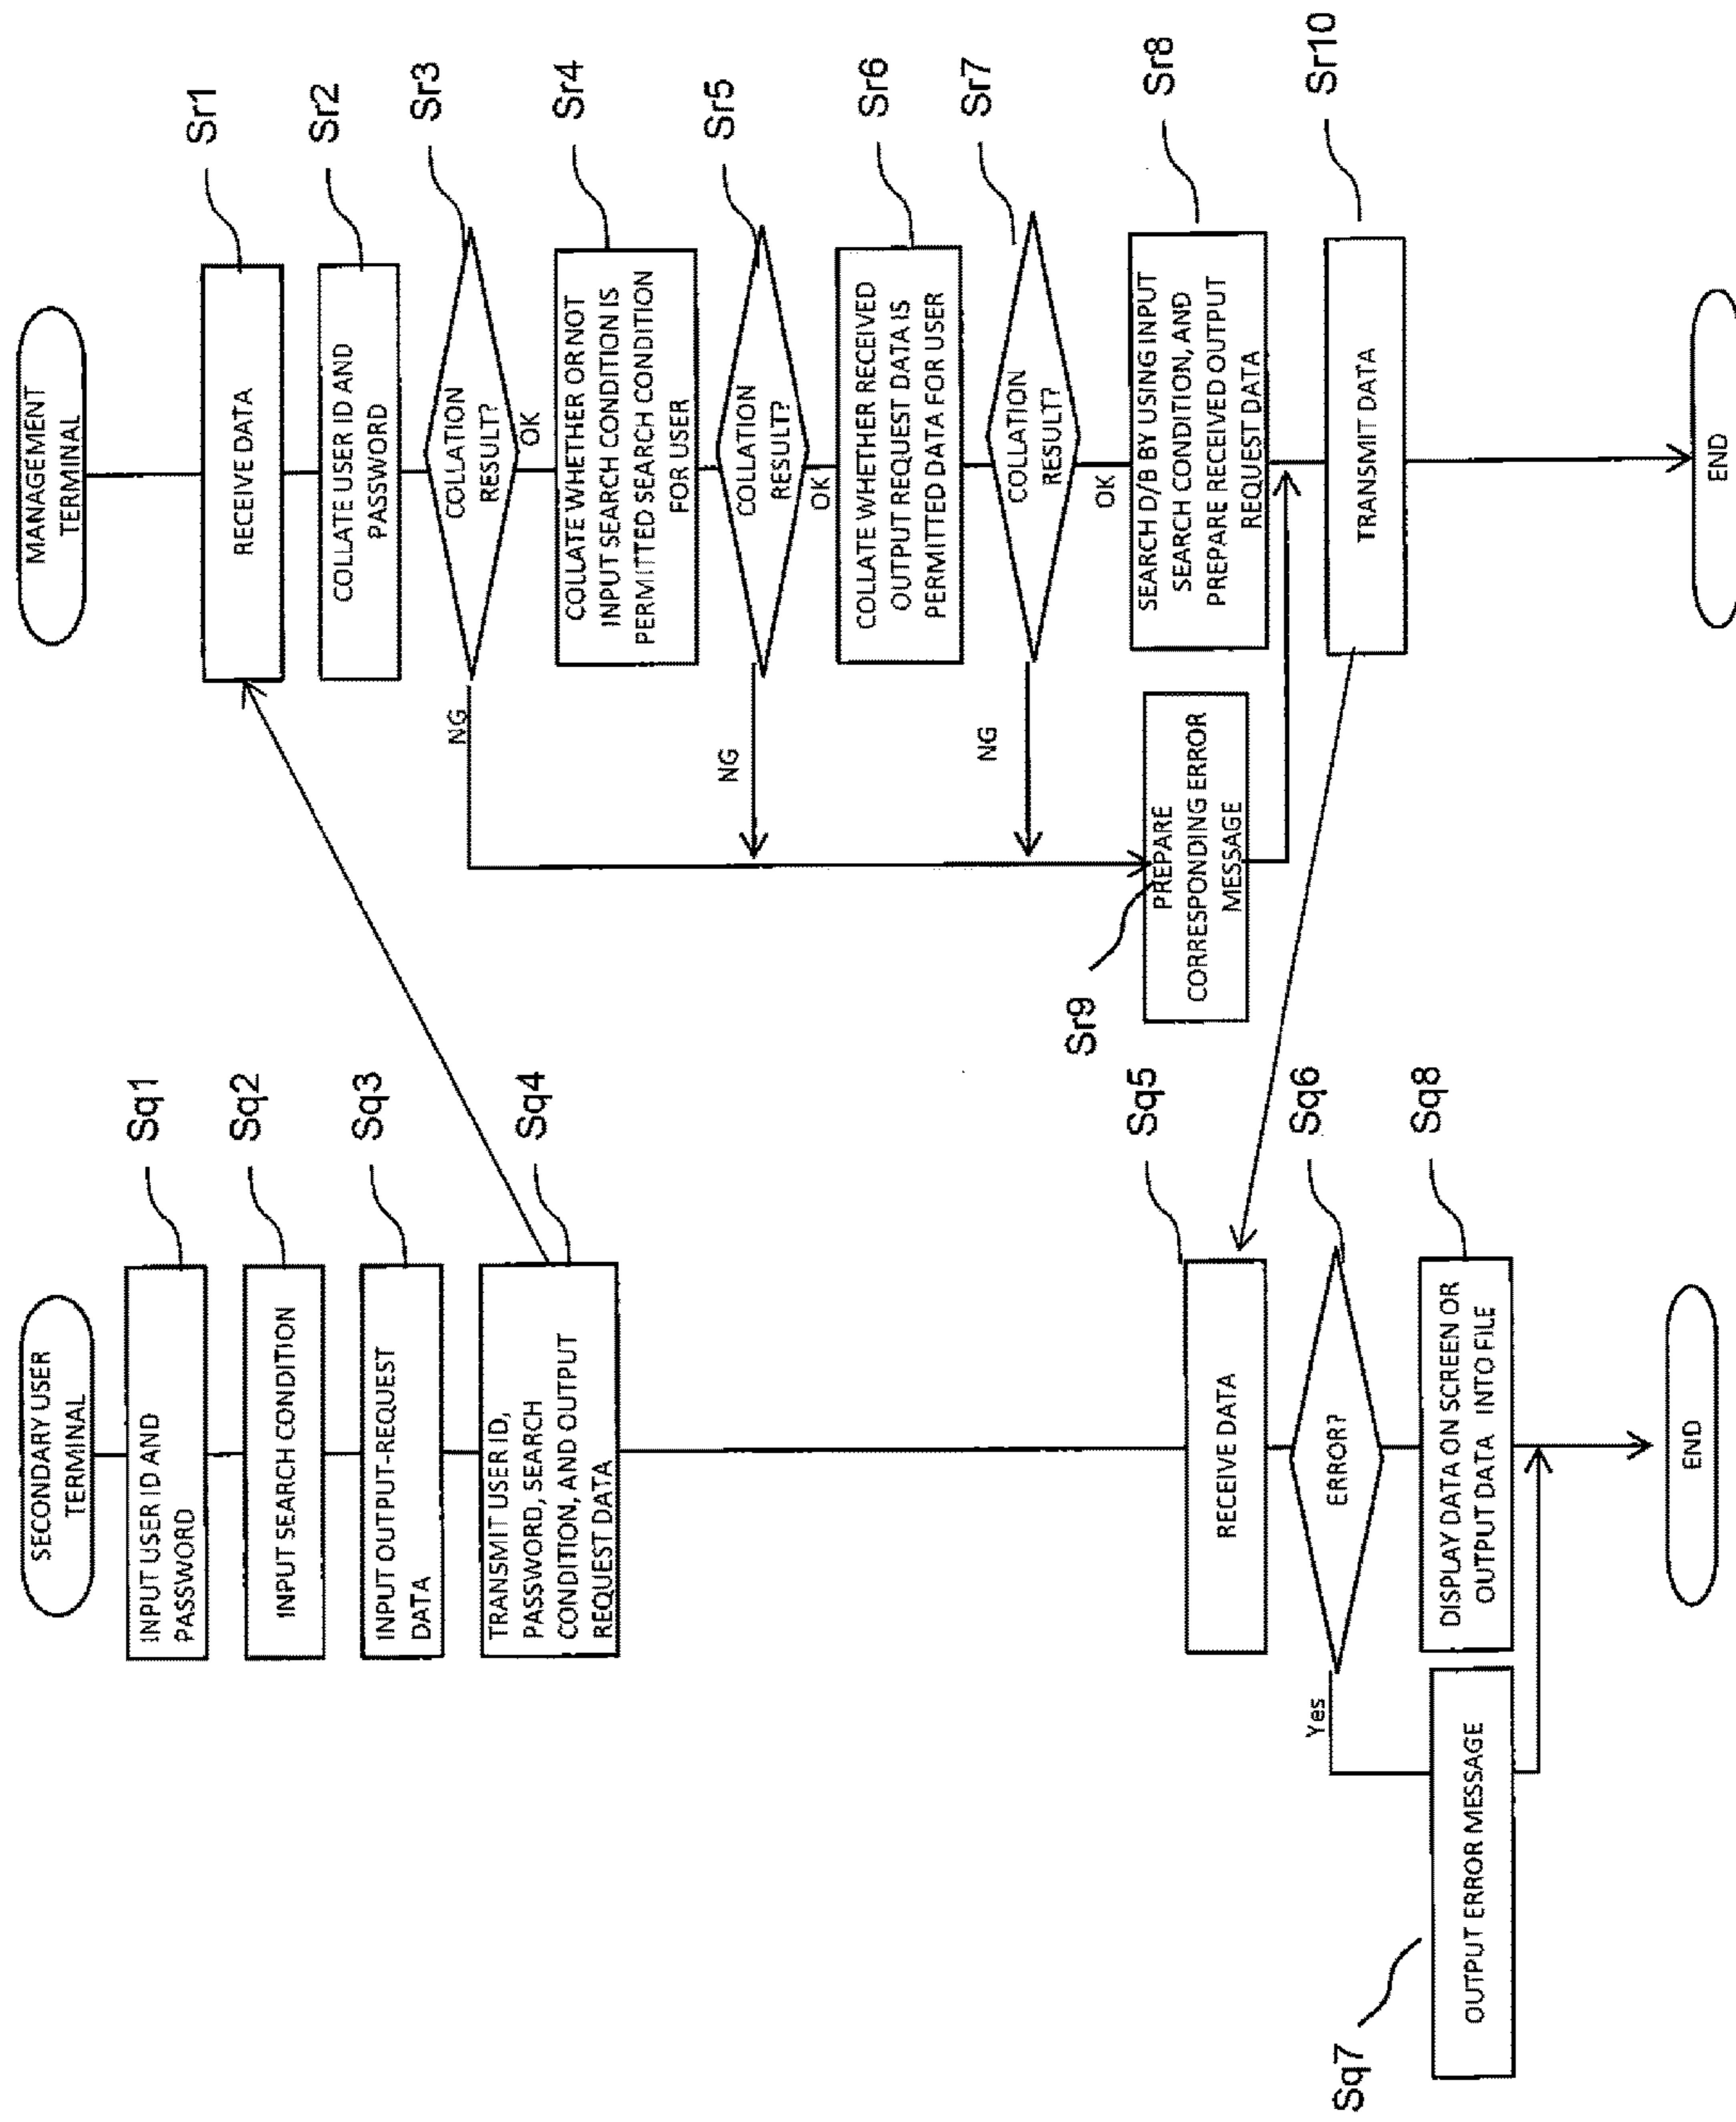 SECONDARY USER
TERMINAL
INPUT USER ID AND
PASSWORD
Sq1
INPUT SEARCH CONDITION
Sq2
INPUT OUTPUT-REQUEST
DATA
Sq3
TRANSMIT USER ID,
PASSWORD, SEARCH
CONDITION, AND OUTPUT
REQUEST DATA
Sq4
RECEIVE DATA
Sq5
ERROR?
Sq6
Yes
OUTPUT ERROR MESSAGE
Sq7
DISPLAY DATA ON SCREEN OR
OUTPUT DATA INTO FILE
Sq8
END
MANAGEMENT
TERMINAL
RECEIVE DATA
Sr1
COLLATE USER ID AND
PASSWORD
Sr2
COLLATION
RESULT?
Sr3
NG
OK
COLLATE WHETHER OR NOT
INPUT SEARCH CONDITION IS
PERMITTED SEARCH CONDITION
FOR USER
Sr4
COLLATION
RESULT?
Sr5
NG
OK
COLLATE WHETHER RECEIVED
OUTPUT REQUEST DATA IS
PERMITTED DATA FOR USER
Sr6
COLLATION
RESULT?
Sr7
NG
OK
SEARCH D/B BY USING INPUT
SEARCH CONDITION, AND
PREPARE RECEIVED OUTPUT
REQUEST DATA
Sr8
PREPARE
CORRESPONDING ERROR
MESSAGE
Sr9
TRANSMIT DATA
Sr10
END